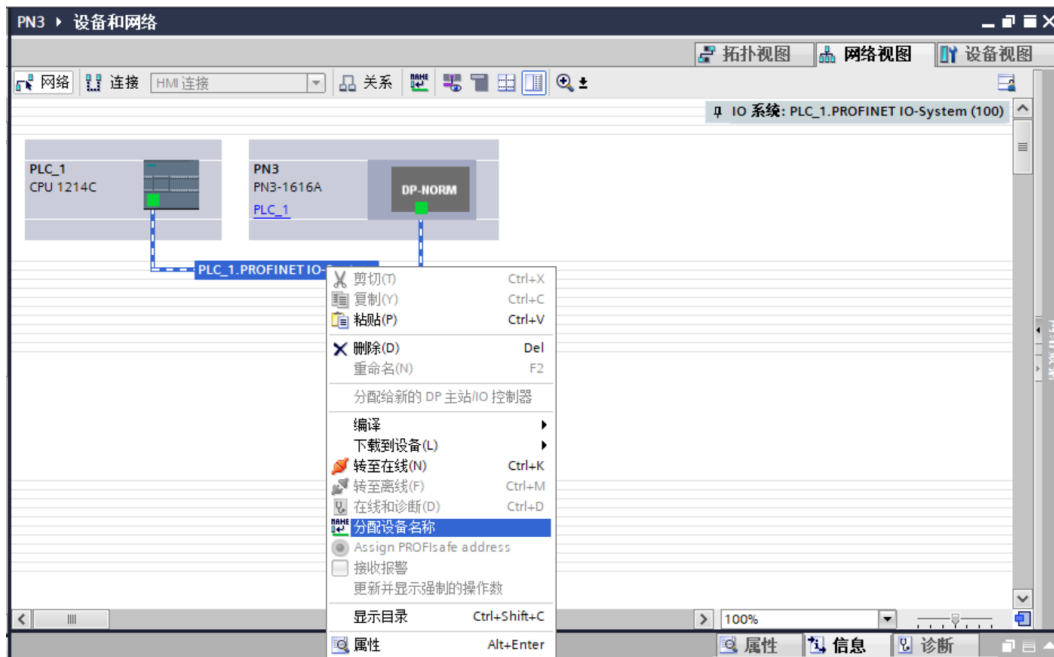 PN3 ▸ 设备和网络
拓扑视图 网络视图 设备视图
网络 连接 HMI 连接 关系
IO 系统: PLC_1.PROFINET IO-System (100)
PLC_1
CPU 1214C
PN3
PN3-1616A
PLC_1
DP-NORM
PLC_1.PROFINET IO-
剪切(T) Ctrl+X
复制(Y) Ctrl+C
粘贴(P) Ctrl+V
删除(D) Del
重命名(N) F2
分配给新的 DP 主站/IO 控制器
编译
下载到设备(L)
转至在线(N) Ctrl+K
转至离线(F) Ctrl+M
在线和诊断(D) Ctrl+D
分配设备名称
Assign PROFIsafe address
接收报警
更新并显示强制的操作数
显示目录 Ctrl+Shift+C
属性 Alt+Enter
100%
属性 信息 诊断